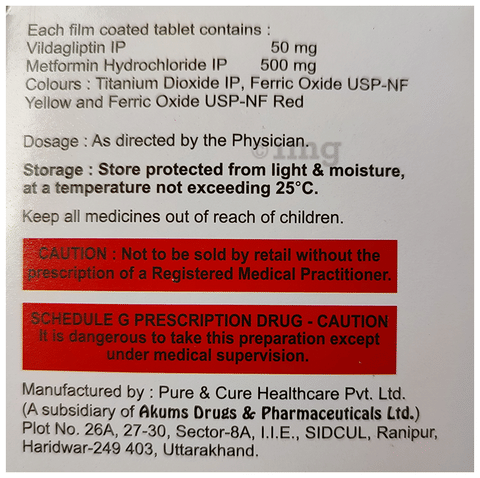 Each film coated tablet contains :
Vildagliptin IP 50 mg
Metformin Hydrochloride IP 500 mg
Colours : Titanium Dioxide IP, Ferric Oxide USP-NF
Yellow and Ferric Oxide USP-NF Red
Dosage : As directed by the Physician.
Storage : Store protected from light & moisture,
at a temperature not exceeding 25°C.
Keep all medicines out of reach of children.
CAUTION : Not to be sold by retail without the
prescription of a Registered Medical Practitioner.
SCHEDULE G PRESCRIPTION DRUG - CAUTION
It is dangerous to take this preparation except
under medical supervision.
Manufactured by : Pure & Cure Healthcare Pvt. Ltd.
(A subsidiary of Akums Drugs & Pharmaceuticals Ltd.)
Plot No. 26A, 27-30, Sector-8A, I.I.E., SIDCUL, Ranipur,
Haridwar-249 403, Uttarakhand.